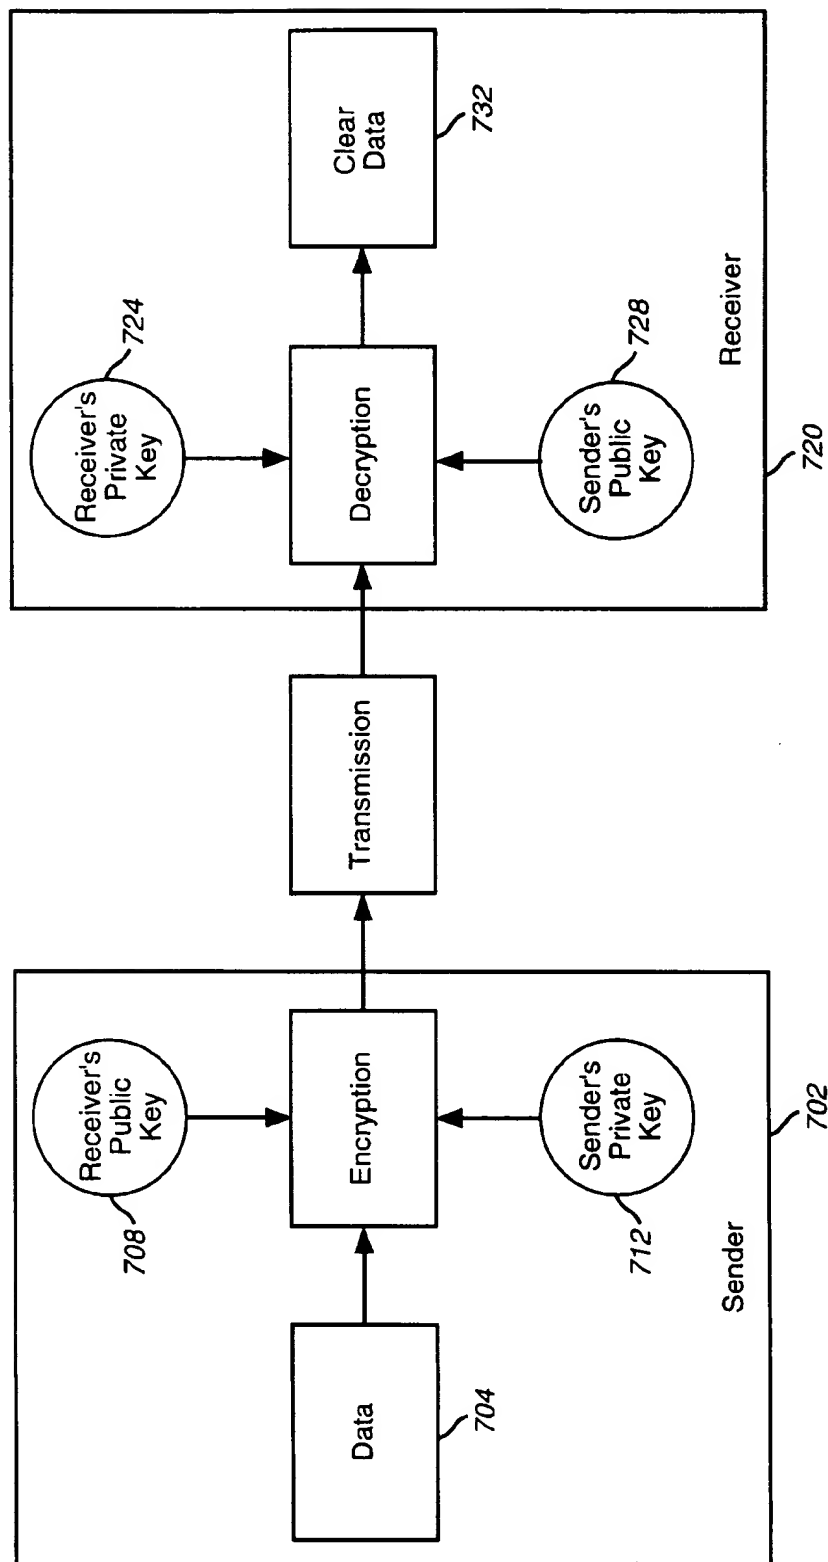 Data
704
Receiver's
Public
Key
708
Encryption
Sender's
Private
Key
712
Sender
702
Transmission
Receiver's
Private
Key
724
Decryption
Sender's
Public
Key
728
Clear
Data
732
Receiver
720